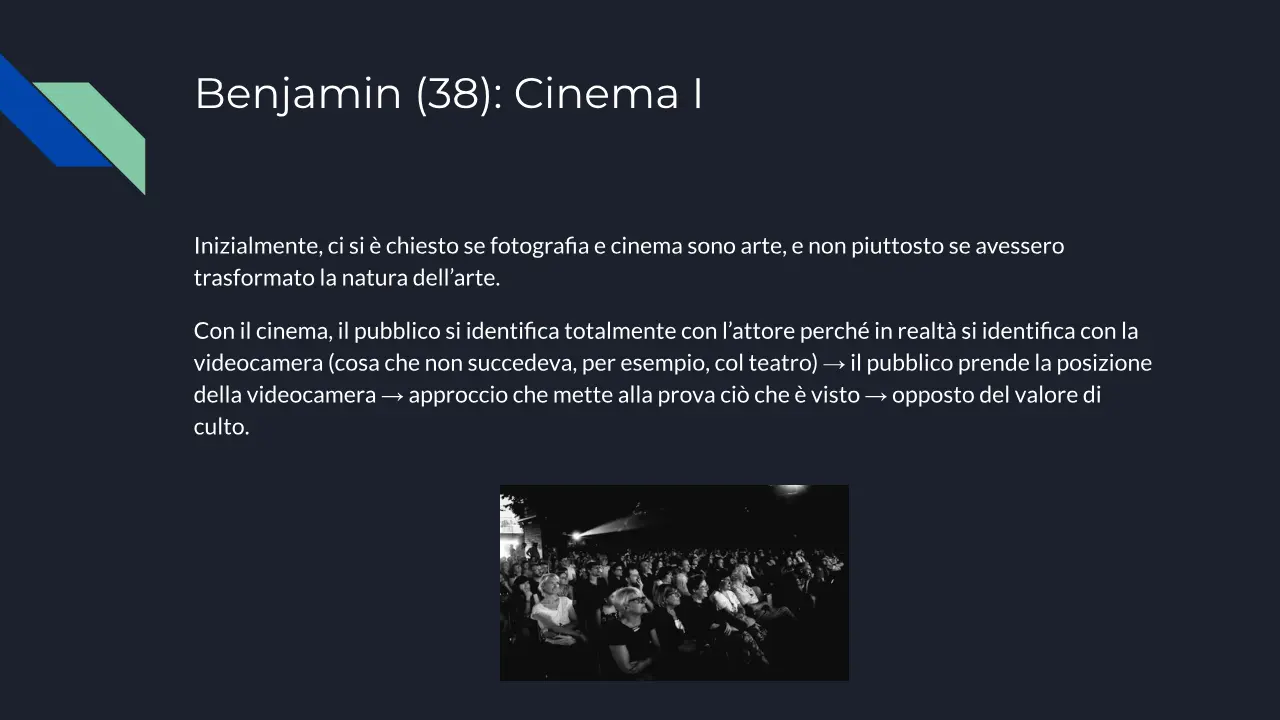 Benjamin (38): Cinema I
Inizialmente, ci si è chiesto se fotografia e cinema sono arte, e non piuttosto se avessero
trasformato la natura dell’arte.
Con il cinema, il pubblico si identifica totalmente con l’attore perché in realtà si identifica con la
videocamera (cosa che non succedeva, per esempio, col teatro) → il pubblico prende la posizione
della videocamera → approccio che mette alla prova ciò che è visto → opposto del valore di
culto.